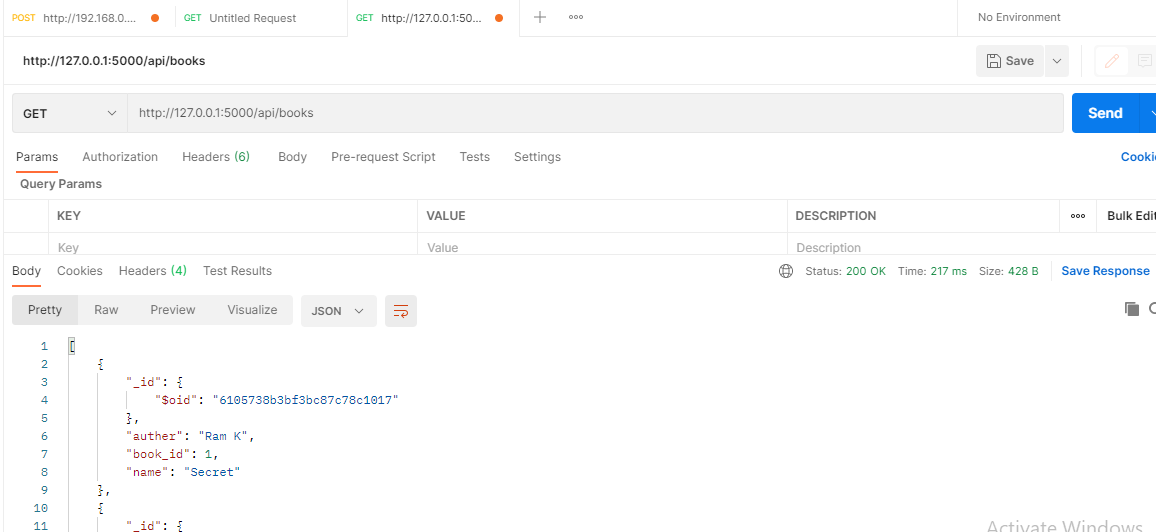 POST http://192.168.0.... GET Untitled Request GET http://127.0.0.1:50... + ooo No Environment
http://127.0.0.1:5000/api/books Save
GET http://127.0.0.1:5000/api/books Send
Params Authorization Headers (6) Body Pre-request Script Tests Settings Cooki
Query Params
KEY VALUE DESCRIPTION ooo Bulk Edit
Key Value Description
Body Cookies Headers (4) Test Results Status: 200 OK Time: 217 ms Size: 428 B Save Response
Pretty Raw Preview Visualize JSON
1 [
2 {
3 "_id": {
4 "$oid": "6105738b3bf3bc87c78c1017"
5 },
6 "auther": "Ram K",
7 "book_id": 1,
8 "name": "Secret"
9 },
10 {
11 "_id": {
Activate Windows